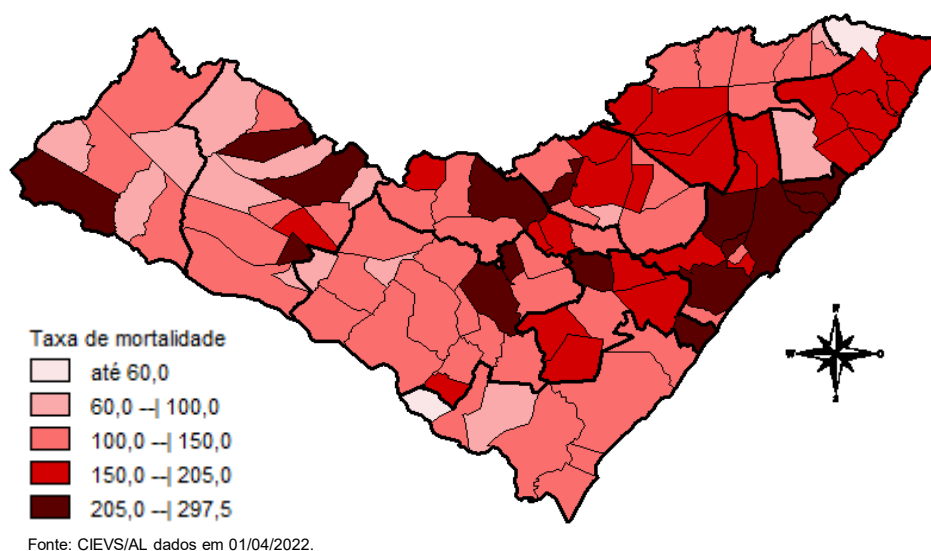 Taxa de mortalidade
até 60,0
60,0 --| 100,0
100,0 --| 150,0
150,0 --| 205,0
205,0 --| 297,5
Fonte: CIEVS/AL dados em 01/04/2022.